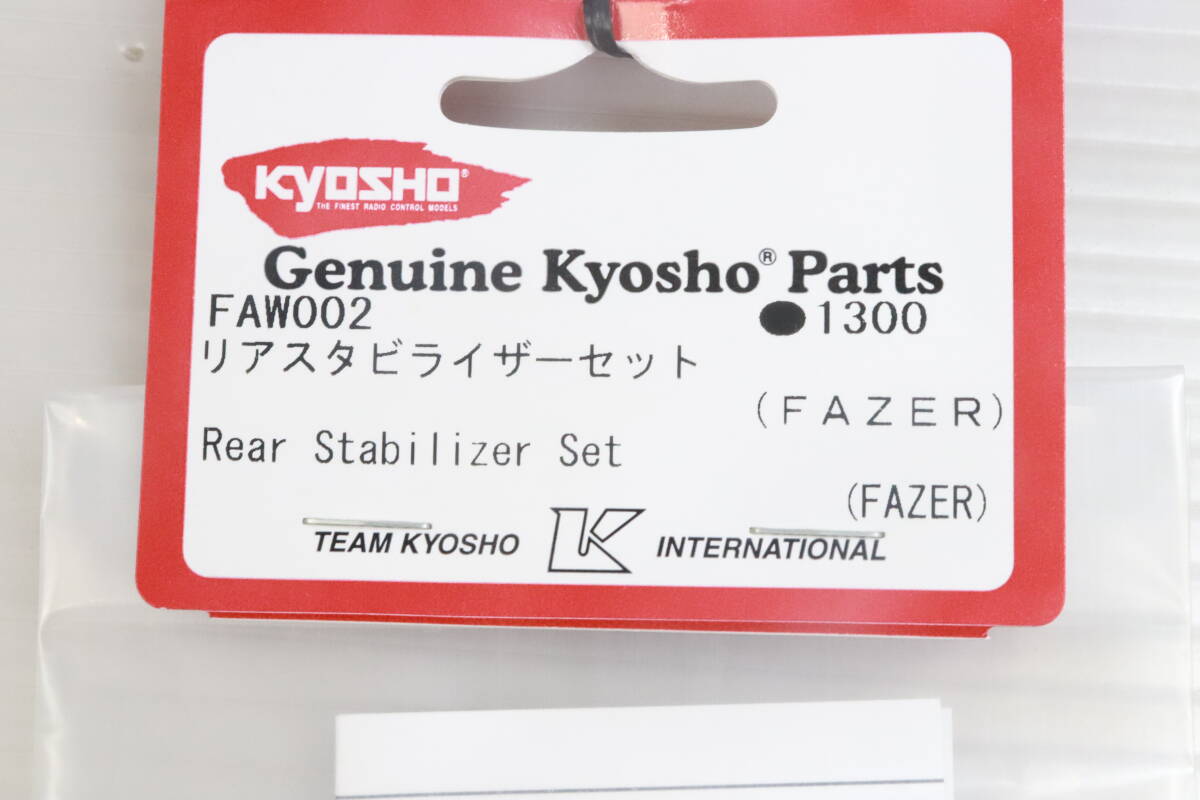 KYOSHO®
THE FINEST RADIO CONTROL MODELS
Genuine Kyosho® Parts
FAW002 ●1300
リアスタビライザーセット
(FAZER)
Rear Stabilizer Set
(FAZER)
TEAM KYOSHO K INTERNATIONAL